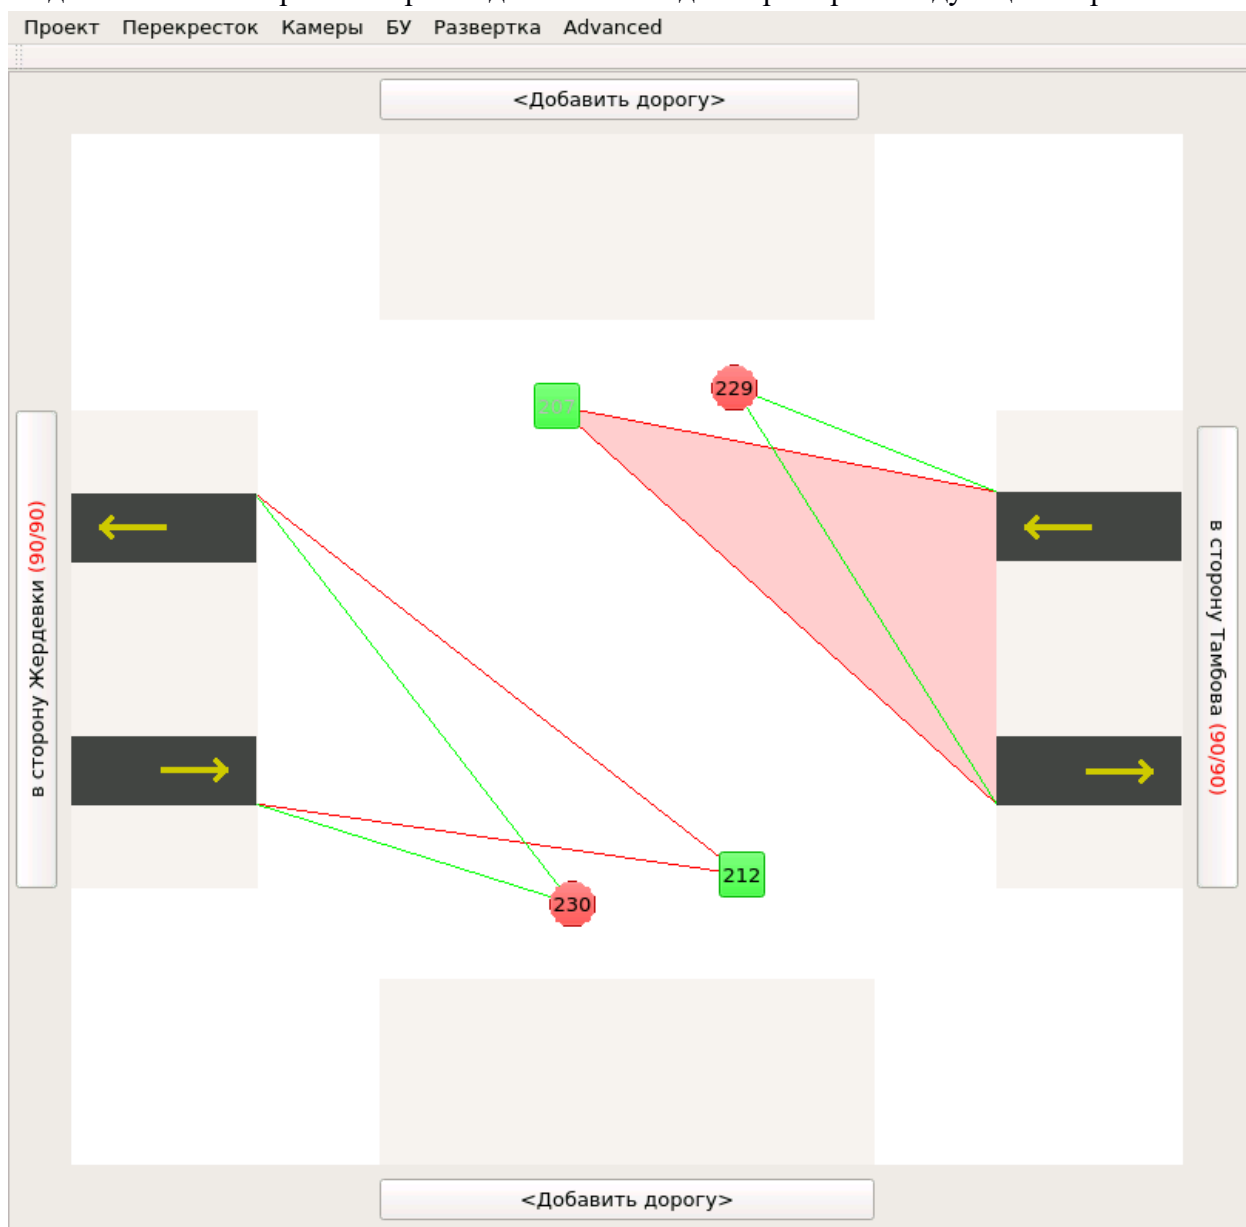 Проект Перекресток Камеры БУ Развертка Advanced
<Добавить дорогу>
229
в сторону Жердевки (90/90)
в сторону Тамбова (90/90)
212
230
<Добавить дорогу>